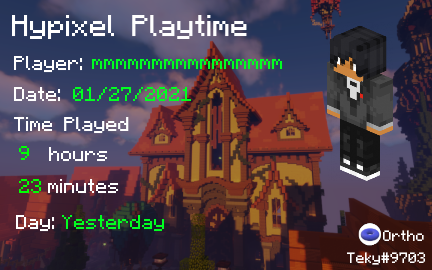 Hypixel Playtime
Player: mmmmmmmmmmmmmmmm
Date: 01/27/2021
Time Played
9 hours
23 minutes
Day: Yesterday
Ortho
Teky#9703